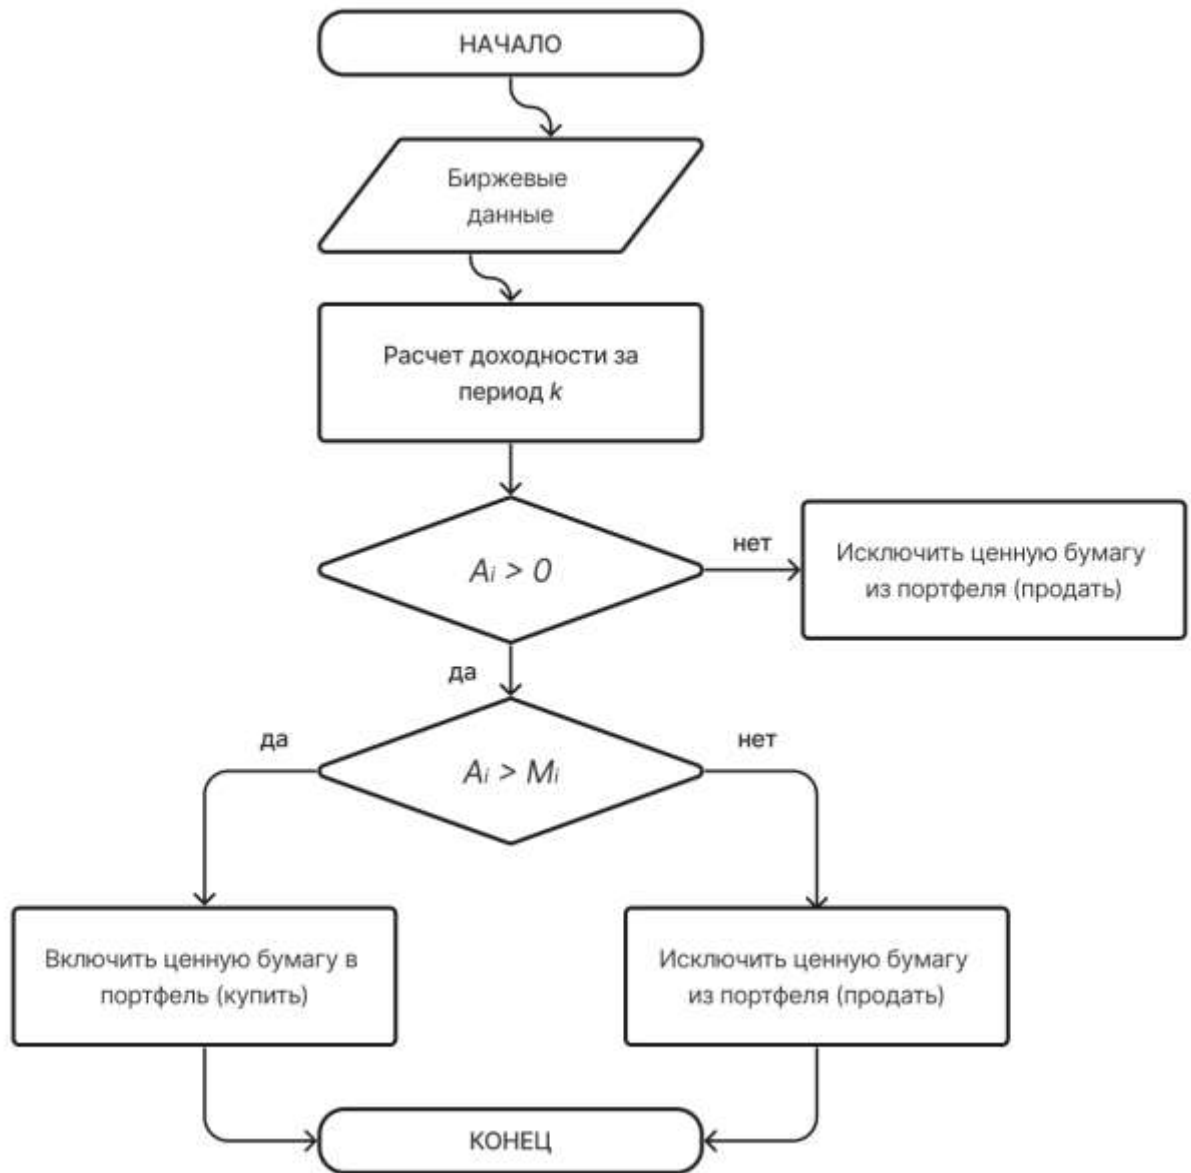 НАЧАЛО
Биржевые
данные
Расчет доходности за
период k
Ai > 0
нет
Исключить ценную бумагу
из портфеля (продать)
да
да
Ai > Mi
нет
Включить ценную бумагу в
портфель (купить)
Исключить ценную бумагу
из портфеля (продать)
КОНЕЦ